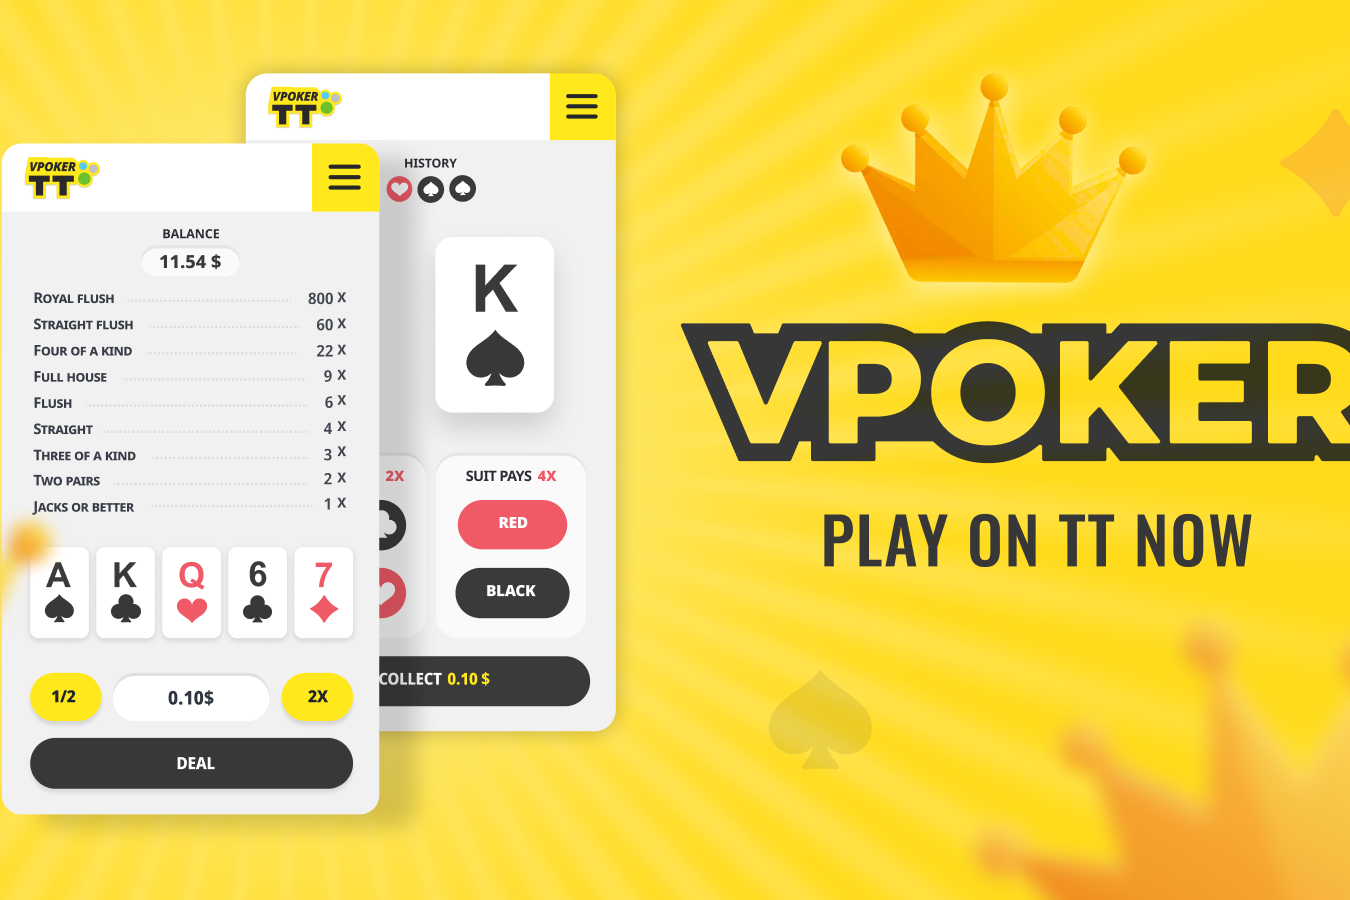 VPOKER
TT
BALANCE
11.54 $
ROYAL FLUSH 800 X
STRAIGHT FLUSH 60 X
FOUR OF A KIND 22 X
FULL HOUSE 9 X
FLUSH 6 X
STRAIGHT 4 X
THREE OF A KIND 3 X
TWO PAIRS 2 X
JACKS OR BETTER 1 X
A K Q 6 7
1/2 0.10$ 2X
DEAL
VPOKER
TT
HISTORY
K
2X
SUIT PAYS 4X
RED
BLACK
COLLECT 0.10 $
VPOKER
PLAY ON TT NOW